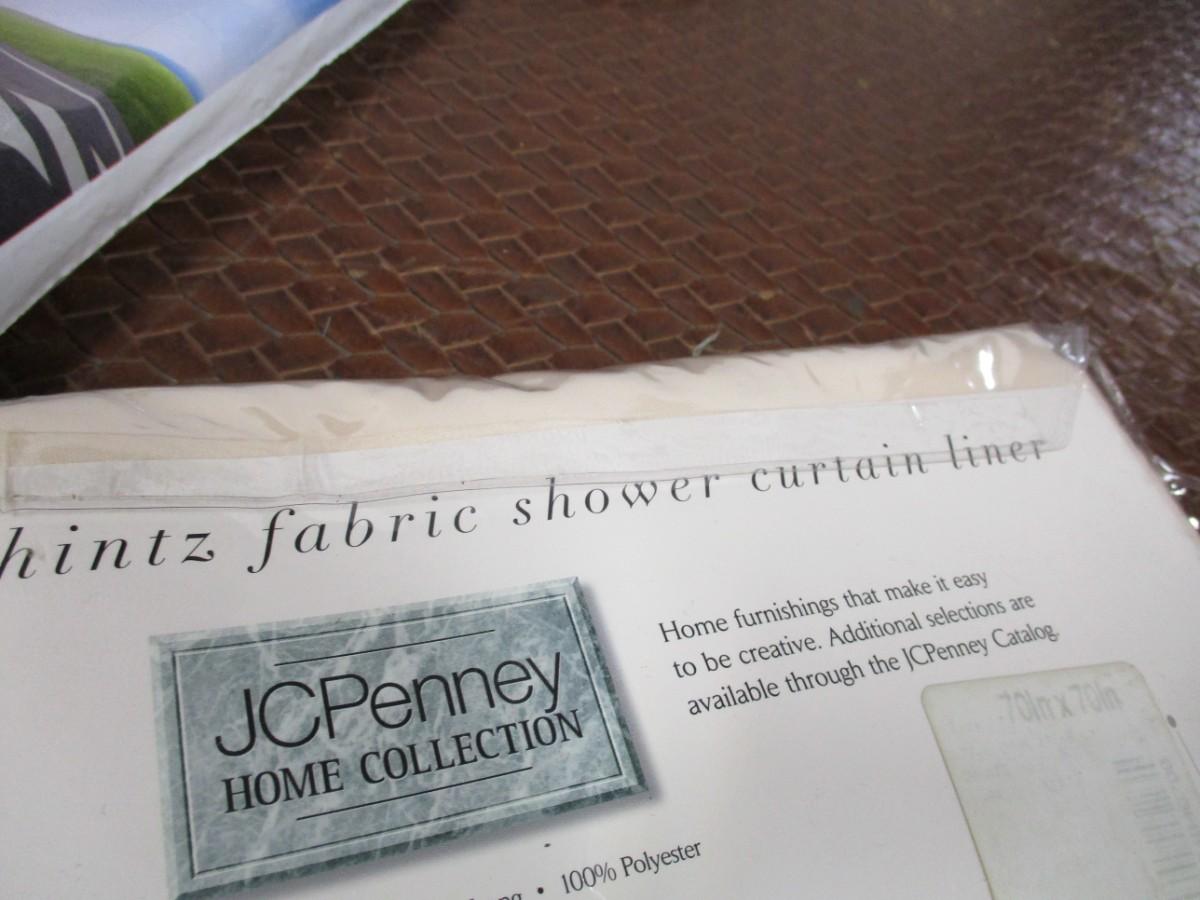 hintz fabric shower curtain liner
JCPenney
HOME COLLECTION
Home furnishings that make it easy
to be creative. Additional selections are
available through the JCPenney Catalog.
70In x 70In
• 100% Polyester